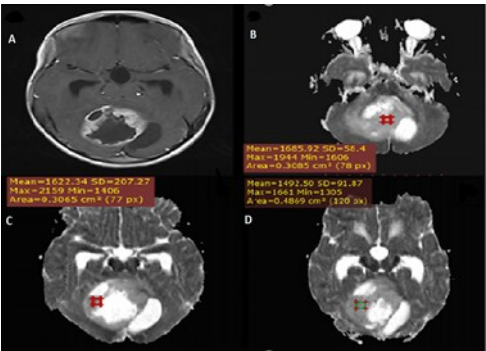 A
B
Mean=1685.92 SD=58.4
Max=1944 Min=1606
Area=0.3085 cm² (78 px)
Mean=1622.34 SD=207.27
Max=2159 Min=1406
Area=0.3065 cm² (77 px)
Mean=1492.50 SD=91.87
Max=1661 Min=1305
Area=0.4869 cm² (120 px)
C
D